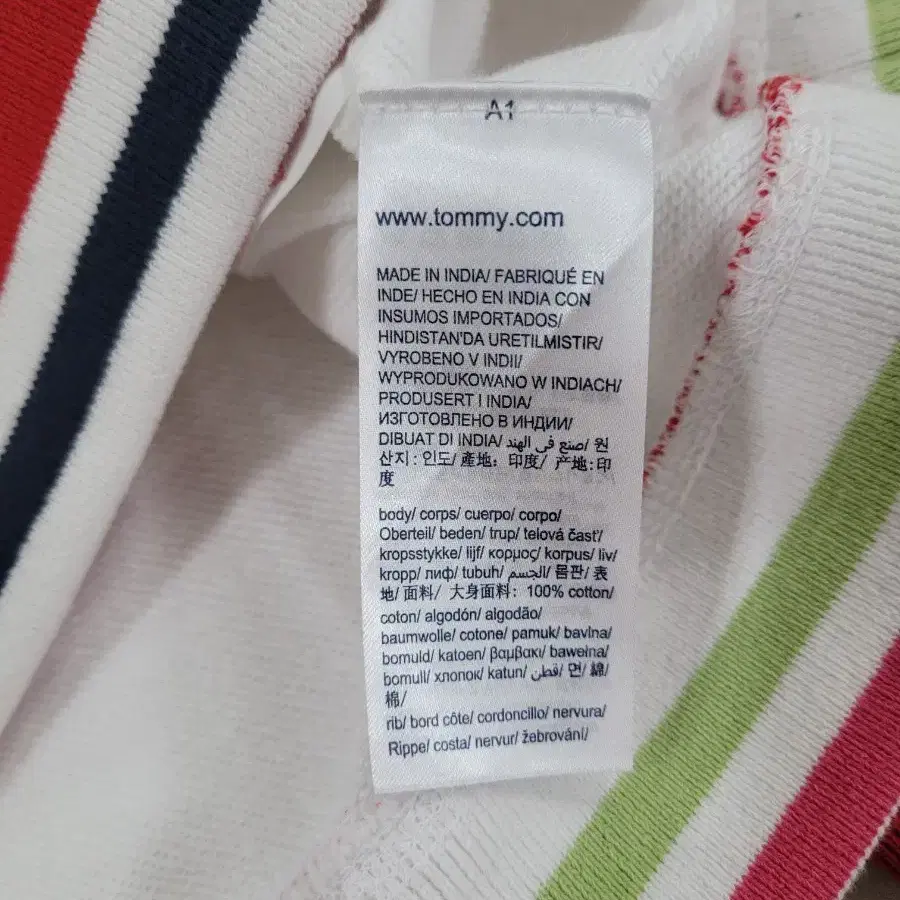 A1
www.tommy.com
MADE IN INDIA/ FABRIQUÉ EN
INDE/ HECHO EN INDIA CON
INSUMOS IMPORTADOS/
HINDISTAN'DA URETILMISTIR/
VYROBENO V INDII/
WYPRODUKOWANO W INDIACH/
PRODUSERT I INDIA/
ИЗГОТОВЛЕНО В ИНДИИ/
DIBUAT DI INDIA/ صنع في الهند/ 원
산지 : 인도/ 產地：印度/ 产地:印
度
body/ corps/ cuerpo/ corpo/
Oberteil/ beden/ trup/ telová časť/
kropsstykke/ lijf/ κορμος/ korpus/ liv/
kropp/ лиф/ tubuh/ الجسم/ 몸판/ 表
地/ 面料/ 大身面料：100% cotton/
coton/ algodón/ algodão/
baumwolle/ cotone/ pamuk/ bavlna/
bomuld/ katoen/ βαμβακι/ bawełna/
bomull/ хлопок/ katun/ قطن/ 면/ 綿/
棉/
rib/ bord côte/ cordoncillo/ nervura/
Rippe/ costa/ nervur/ žebrování/